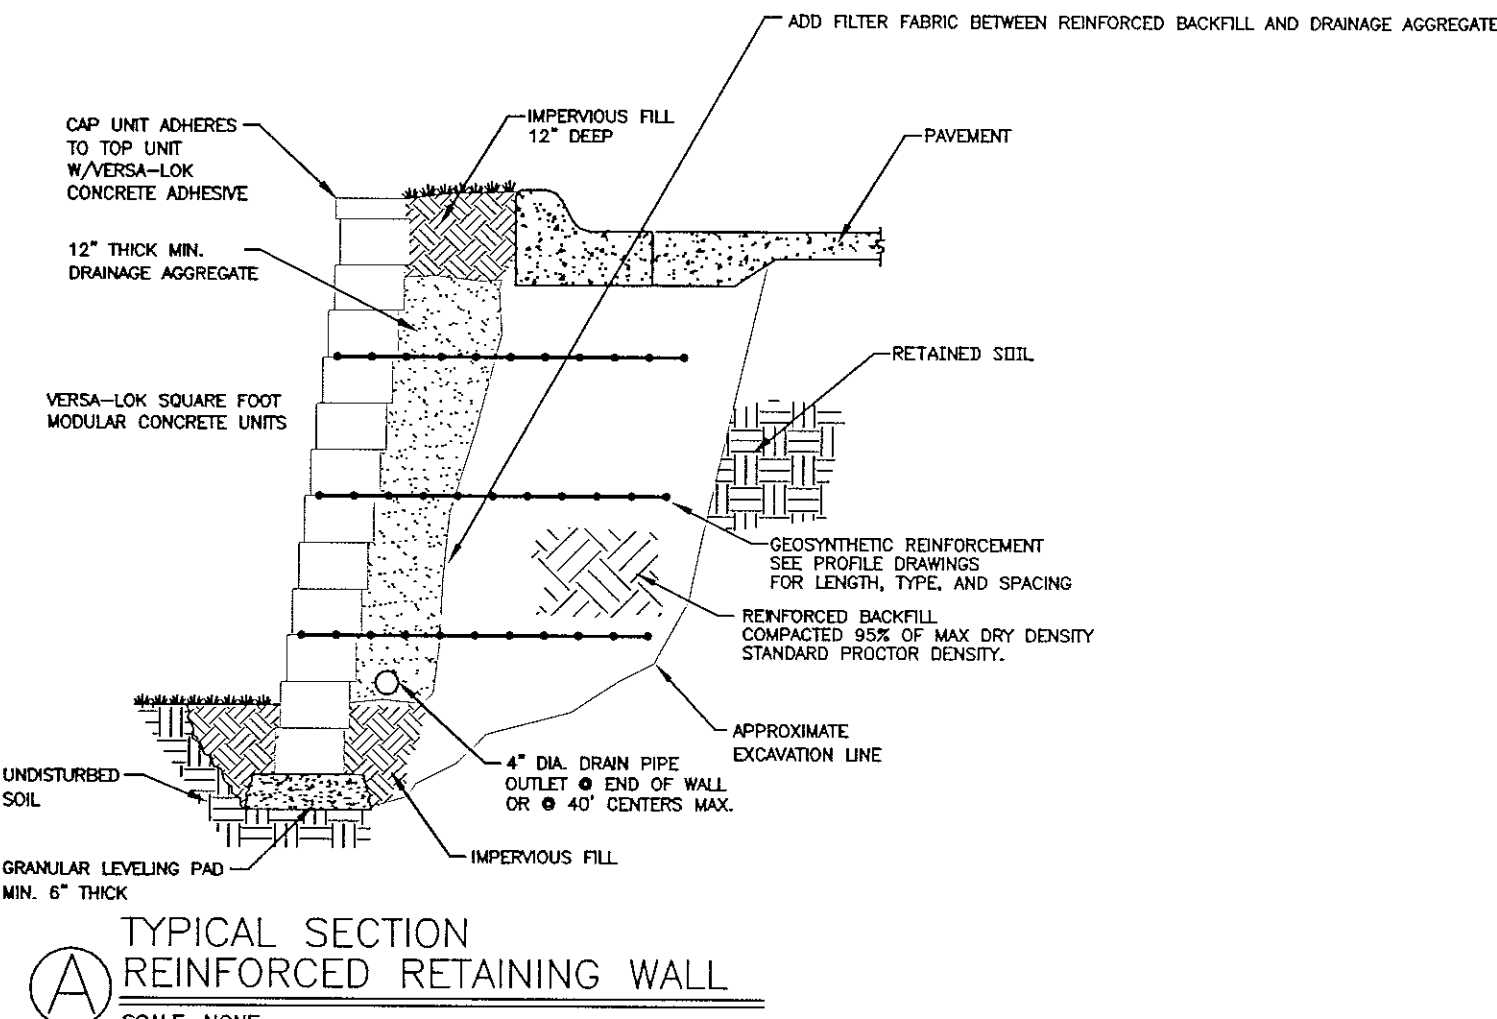 ADD FILTER FABRIC BETWEEN REINFORCED BACKFILL AND DRAINAGE AGGREGATE
CAP UNIT ADHERES
TO TOP UNIT
W/VERSA-LOK
CONCRETE ADHESIVE
IMPERVIOUS FILL
12" DEEP
PAVEMENT
12" THICK MIN.
DRAINAGE AGGREGATE
RETAINED SOIL
VERSA-LOK SQUARE FOOT
MODULAR CONCRETE UNITS
GEOSYNTHETIC REINFORCEMENT
SEE PROFILE DRAWINGS
FOR LENGTH, TYPE, AND SPACING
REINFORCED BACKFILL
COMPACTED 95% OF MAX DRY DENSITY
STANDARD PROCTOR DENSITY.
APPROXIMATE
EXCAVATION LINE
4" DIA. DRAIN PIPE
OUTLET @ END OF WALL
OR @ 40' CENTERS MAX.
UNDISTURBED
SOIL
IMPERVIOUS FILL
GRANULAR LEVELING PAD
MIN. 6" THICK
A
TYPICAL SECTION
REINFORCED RETAINING WALL
SCALE NONE